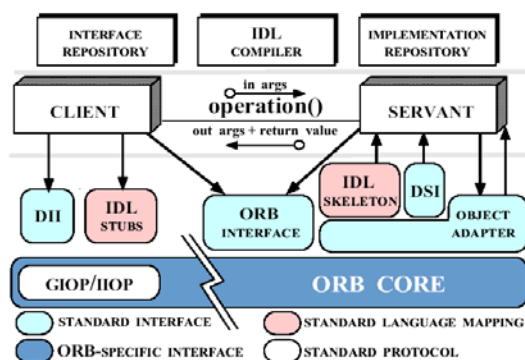 INTERFACE
REPOSITORY
IDL
COMPILER
IMPLEMENTATION
REPOSITORY
CLIENT
in args
operation()
out args + return value
SERVANT
DII
IDL
STUBS
ORB
INTERFACE
IDL
SKELETON
DSI
OBJECT
ADAPTER
GIOP/IIOP
ORB CORE
STANDARD INTERFACE
STANDARD LANGUAGE MAPPING
ORB-SPECIFIC INTERFACE
STANDARD PROTOCOL